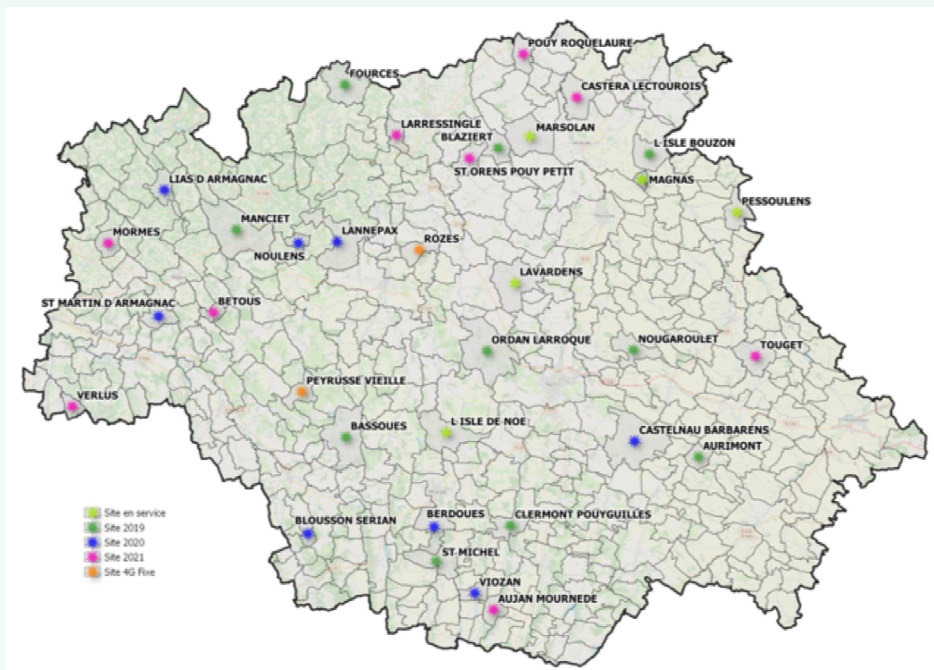 POUY ROQUELAURE
FOURCES
CASTERA LECTOUROIS
LARRESSINGLE
MARSOLAN
BLAZIERT
L ISLE BOUZON
ST ORENS POUY PETIT
LIAS D ARMAGNAC
MAGNAS
PESSOULENS
MANCIET
LANNEPAX
ROZES
MORMES
NOULENS
LAVARDENS
ST MARTIN D ARMAGNAC
BETOUS
ORDAN LARROQUE
NOUGAROULET
TOUGET
PEYRUSSE VIEILLE
VERLUS
BASSOUES
L ISLE DE NOE
CASTELNAU BARBARENS
AURIMONT
Site en service
Site 2019
Site 2020
Site 2021
Site 4G Fixe
BLOUSSON SERIAN
BERDOUES
CLERMONT POUYGUILLES
ST MICHEL
VIOZAN
AUJAN MOURNEDE